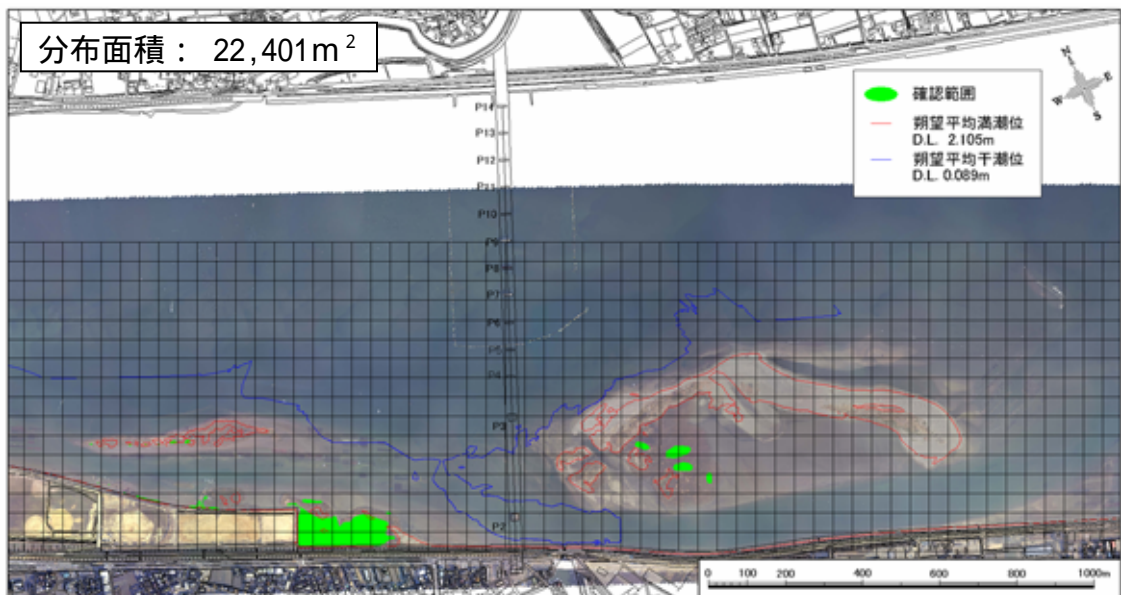 分布面積： 22,401m²
N
E
W
S
確認範囲
朔望平均満潮位
D.L. 2.105m
朔望平均干潮位
D.L. 0.089m
P14
P13
P12
P11
P10
P9
P8
P7
P6
P5
P4
P3
P2
0 100 200 400 600 800 1000m